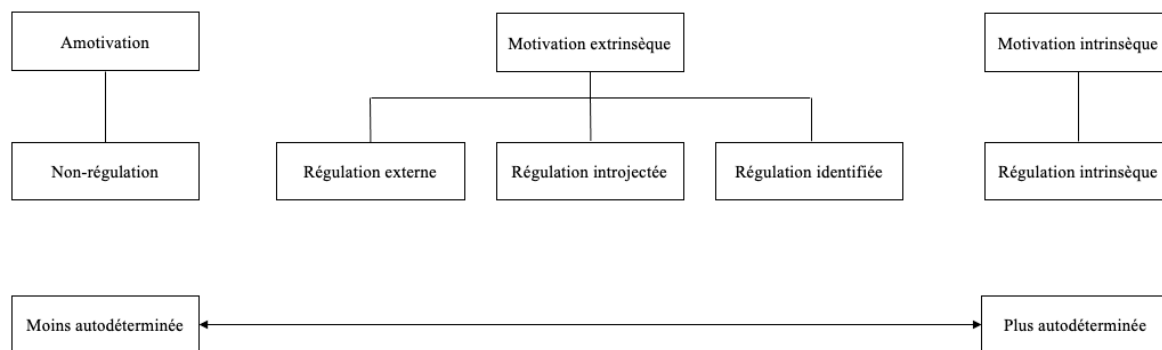 Amotivation
Motivation extrinsèque
Motivation intrinsèque
Non-régulation
Régulation externe
Régulation introjectée
Régulation identifiée
Régulation intrinsèque
Moins autodéterminée
Plus autodéterminée